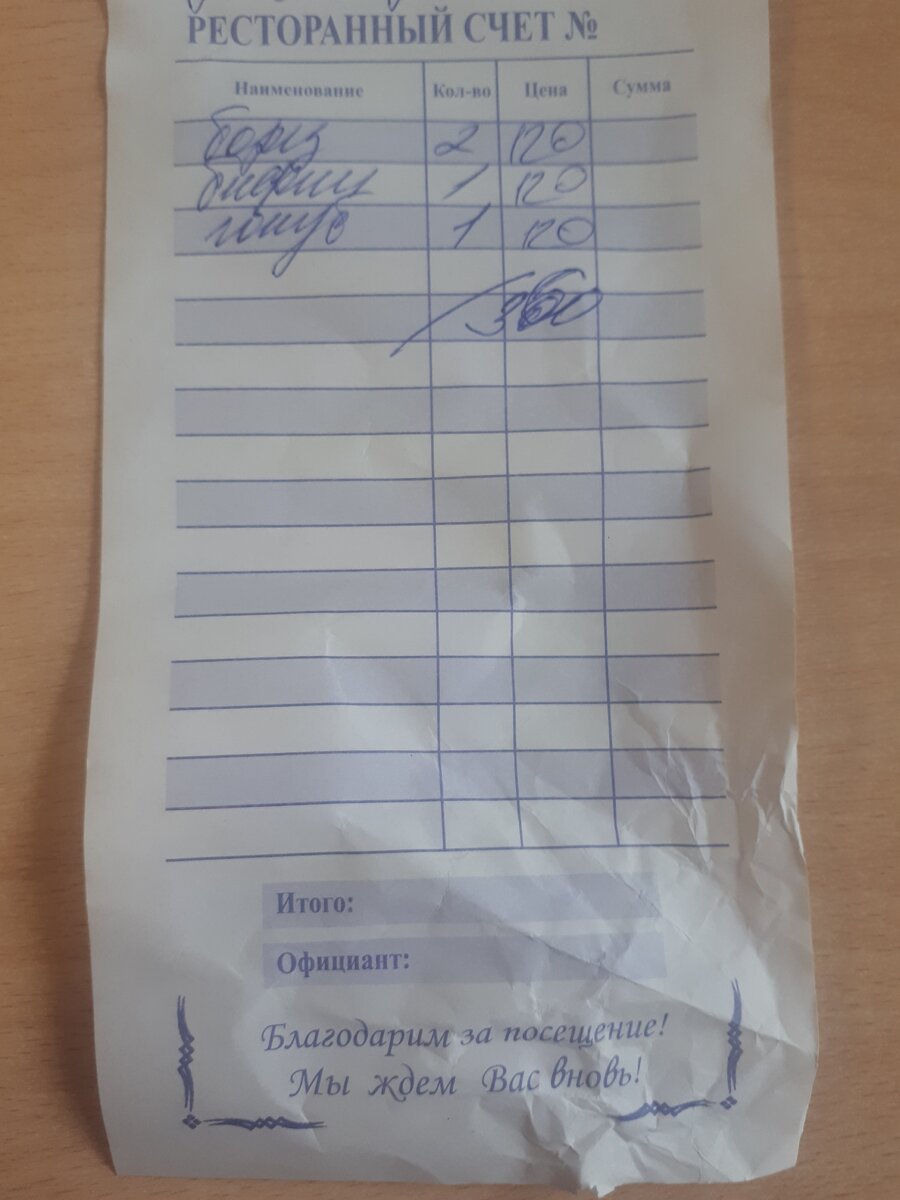 РЕСТОРАННЫЙ СЧЕТ №
Наименование Кол-во Цена Сумма
борщ 2 120
1 120
1 120
360
Итого:
Официант:
Благодарим за посещение!
Мы ждем Вас вновь!